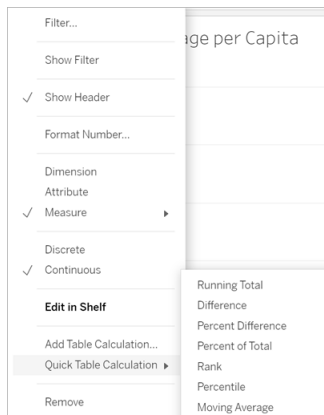 Filter...
age per Capita
Show Filter
Show Header
Format Number...
Dimension
Attribute
Measure
Discrete
Continuous
Edit in Shelf
Add Table Calculation...
Quick Table Calculation
Remove
Running Total
Difference
Percent Difference
Percent of Total
Rank
Percentile
Moving Average